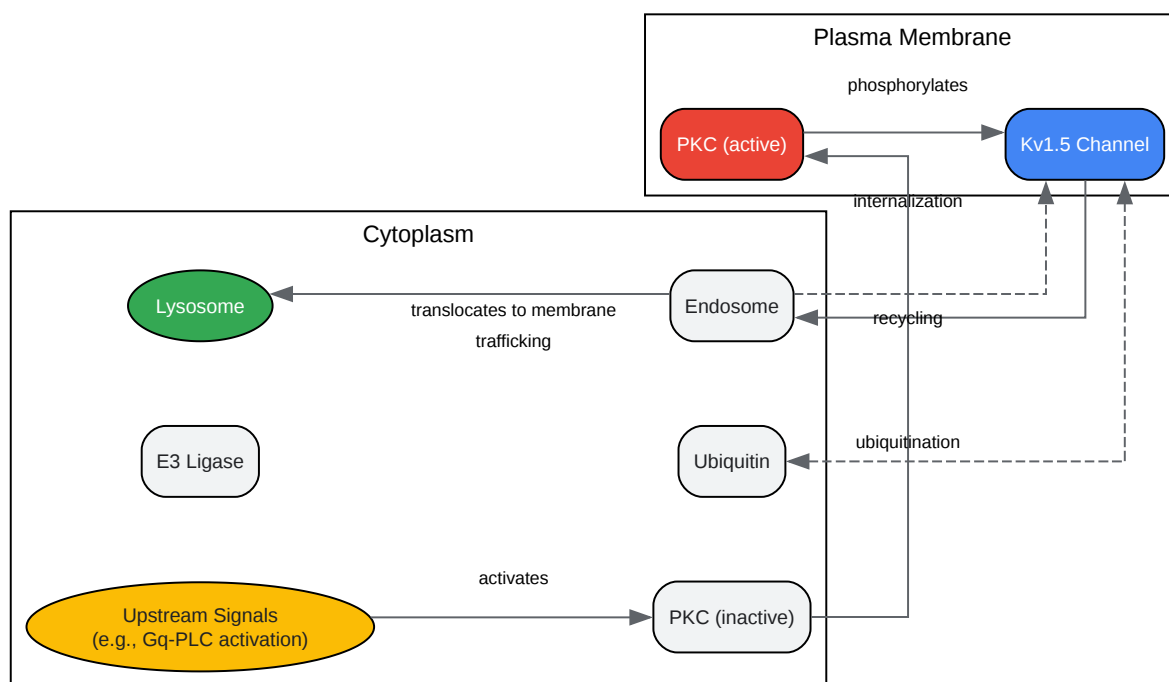 Plasma Membrane
phosphorylates
PKC (active)
Kv1.5 Channel
internalization
Cytoplasm
Lysosome
translocates to membrane
trafficking
Endosome
recycling
E3 Ligase
Ubiquitin
ubiquitination
activates
Upstream Signals
(e.g., Gq-PLC activation)
PKC (inactive)